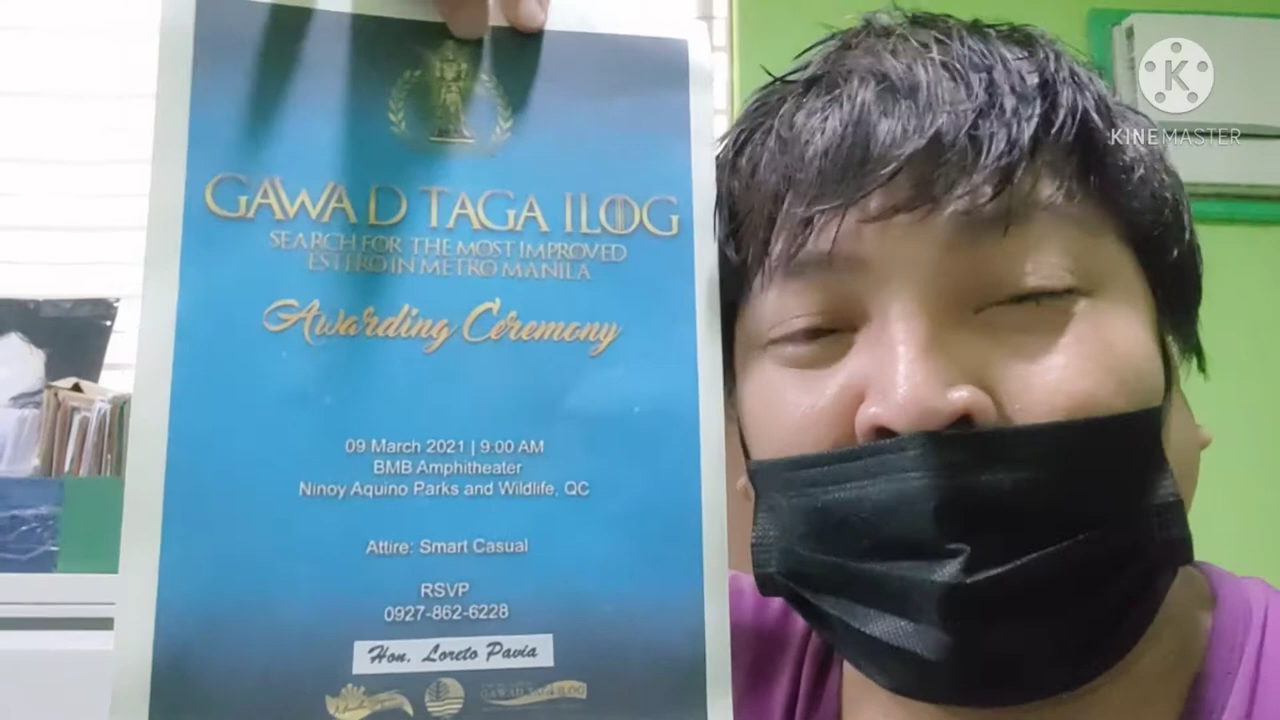 GAWAD TAGA ILOG
SEARCH FOR THE MOST IMPROVED
ESTERO IN METRO MANILA
Awarding Ceremony
09 March 2021 | 9:00 AM
BMB Amphitheater
Ninoy Aquino Parks and Wildlife, QC
Attire: Smart Casual
RSVP
0927-862-6228
Hon. Loreto Pavia
GAWAD TAGA ILOG
K
KINEMASTER